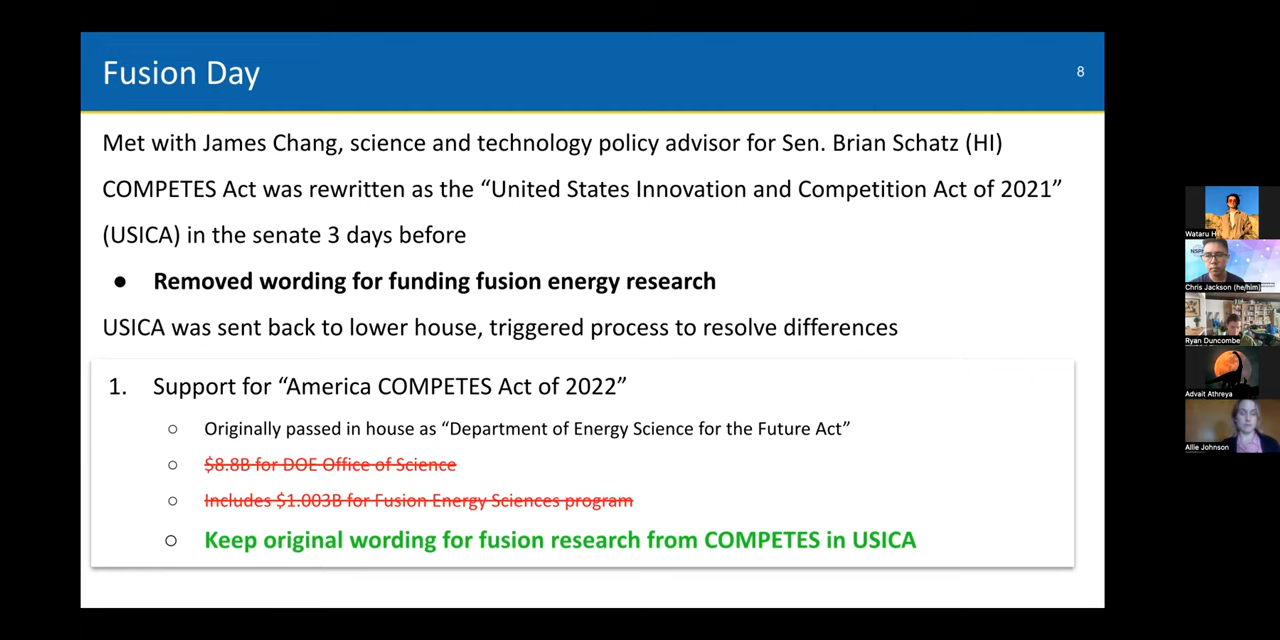 Fusion Day
8
Met with James Chang, science and technology policy advisor for Sen. Brian Schatz (HI)
COMPETES Act was rewritten as the “United States Innovation and Competition Act of 2021”
(USICA) in the senate 3 days before
● Removed wording for funding fusion energy research
USICA was sent back to lower house, triggered process to resolve differences
1. Support for “America COMPETES Act of 2022”
○ Originally passed in house as “Department of Energy Science for the Future Act”
○ $8.8B for DOE Office of Science
○ Includes $1.003B for Fusion Energy Sciences program
○ Keep original wording for fusion research from COMPETES in USICA
Wataru H
Chris Jackson (he/him)
Ryan Duncombe
Advait Athreya
Allie Johnson